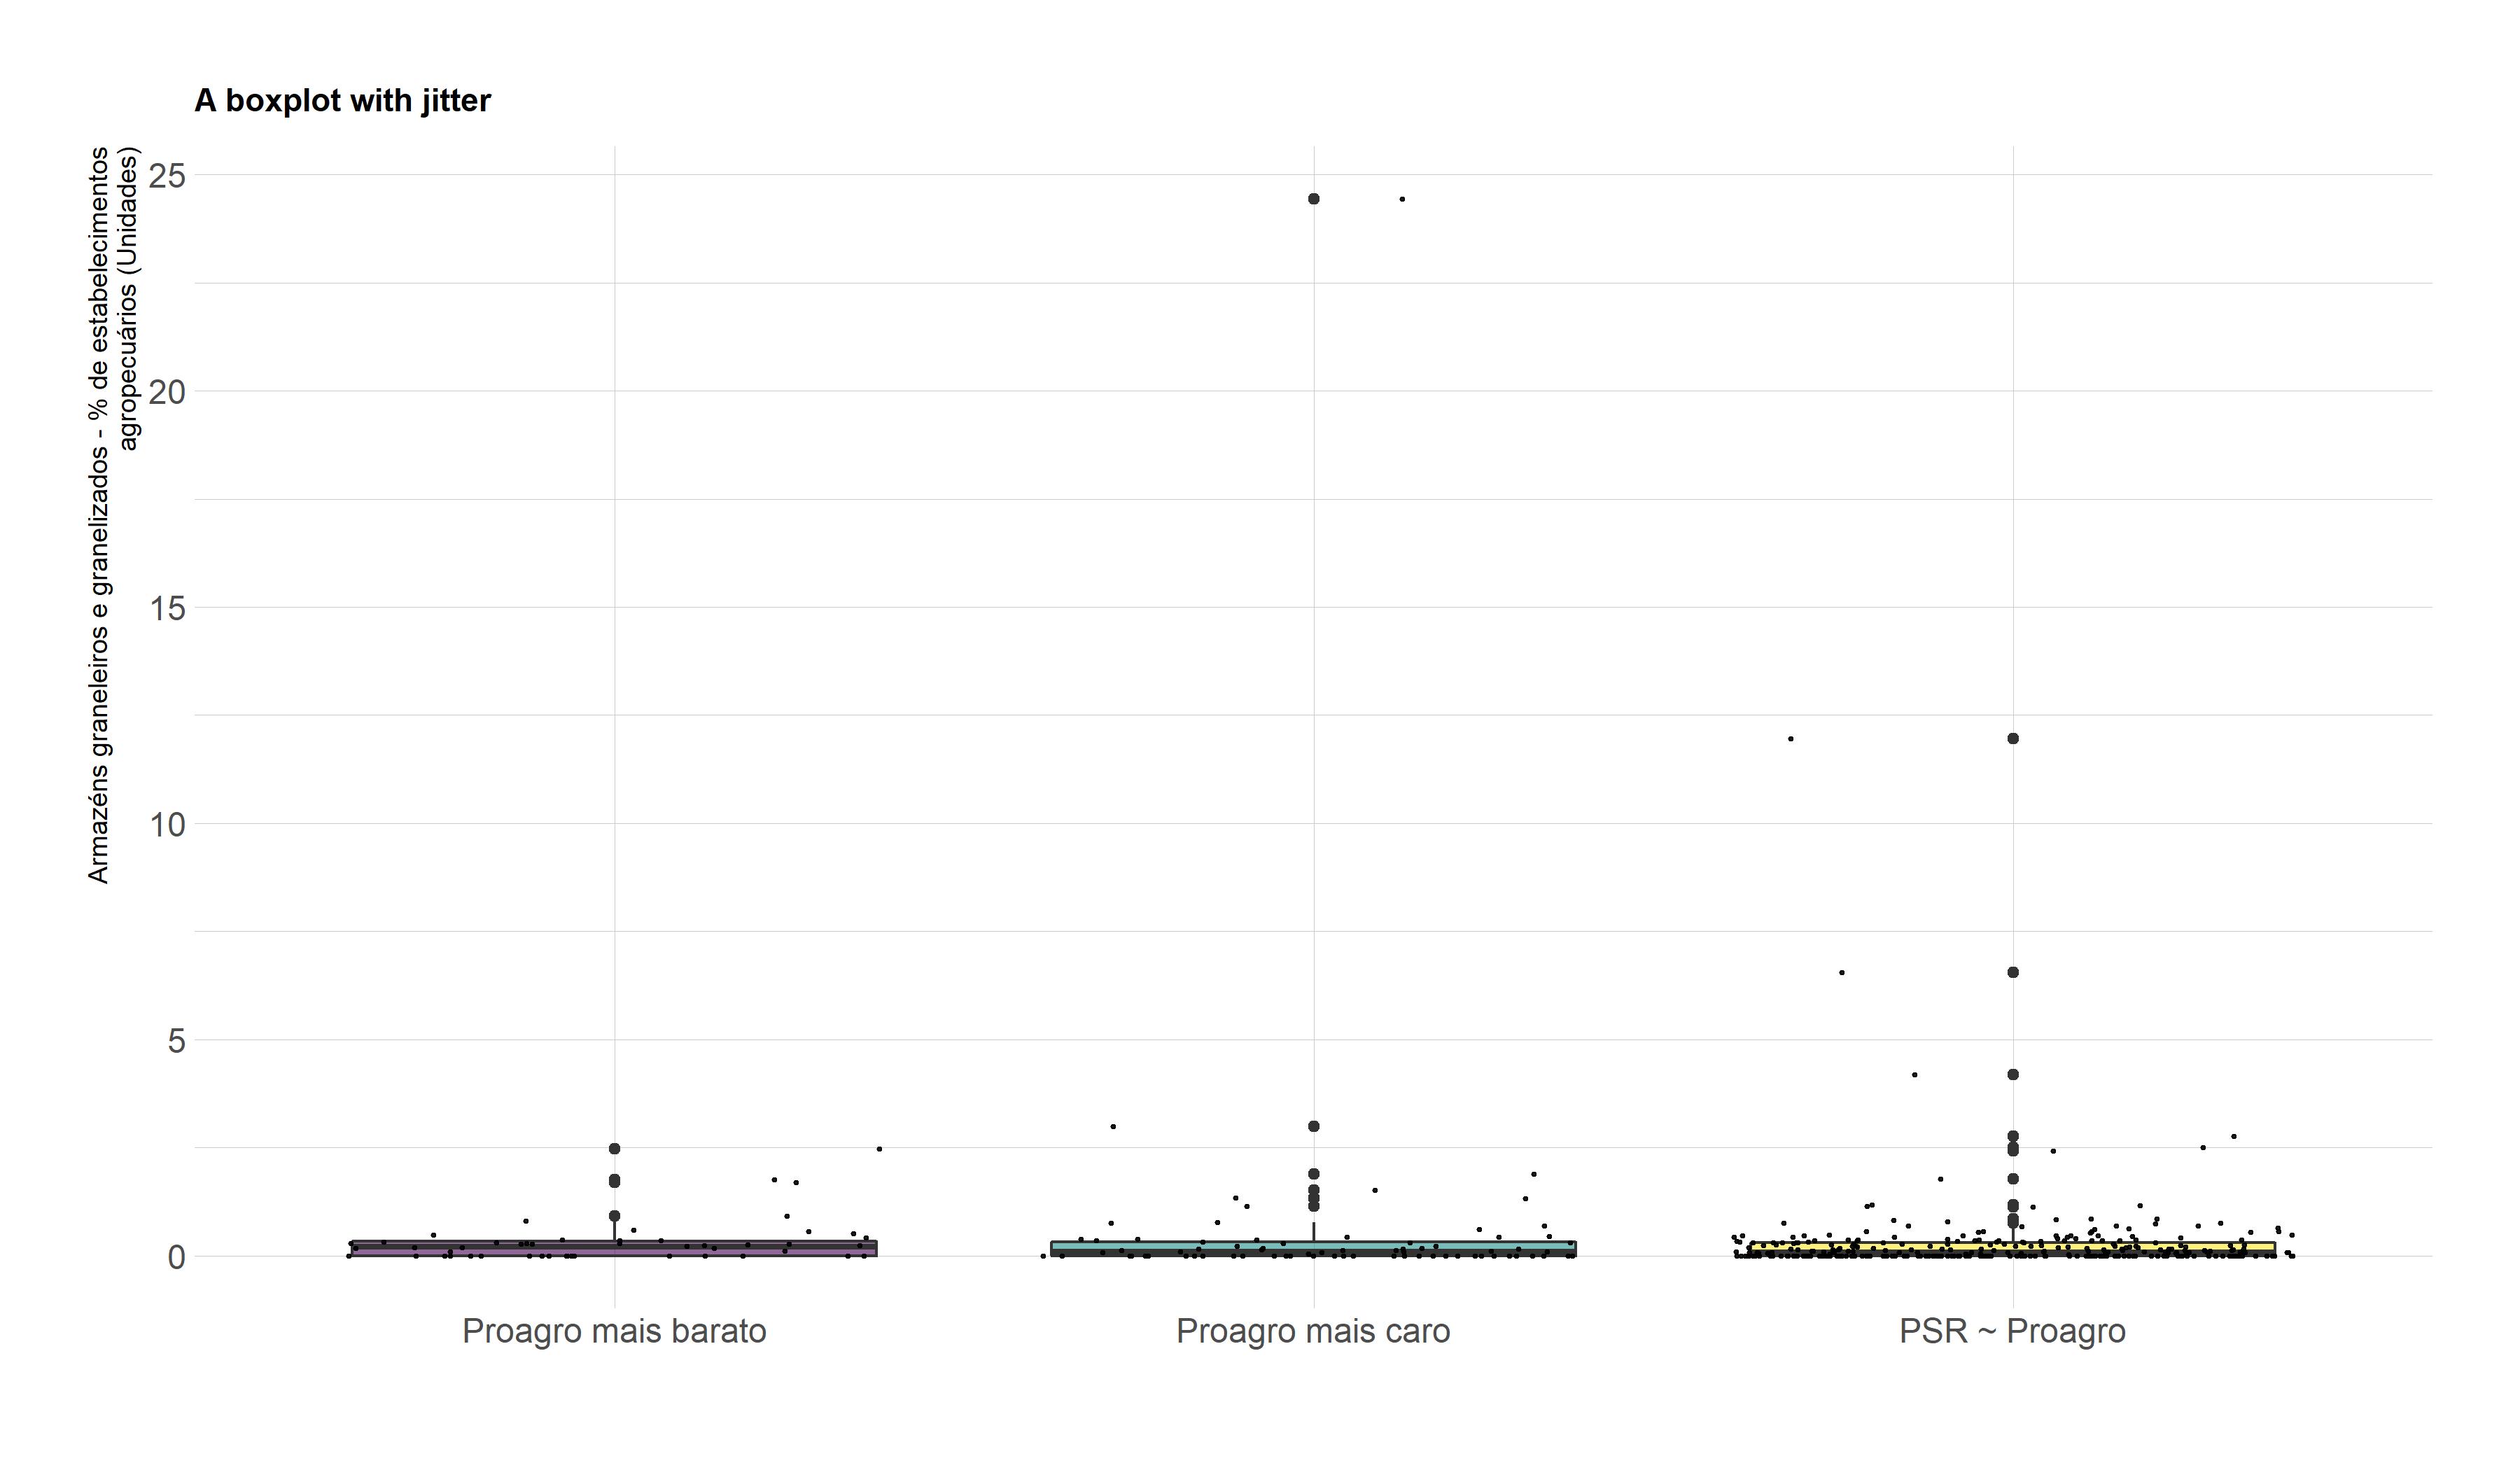 A boxplot with jitter
Armazéns graneleiros e granelizados - % de estabelecimentos
agropecuários (Unidades)
25
20
15
10
5
0
Proagro mais barato
Proagro mais caro
PSR ~ Proagro